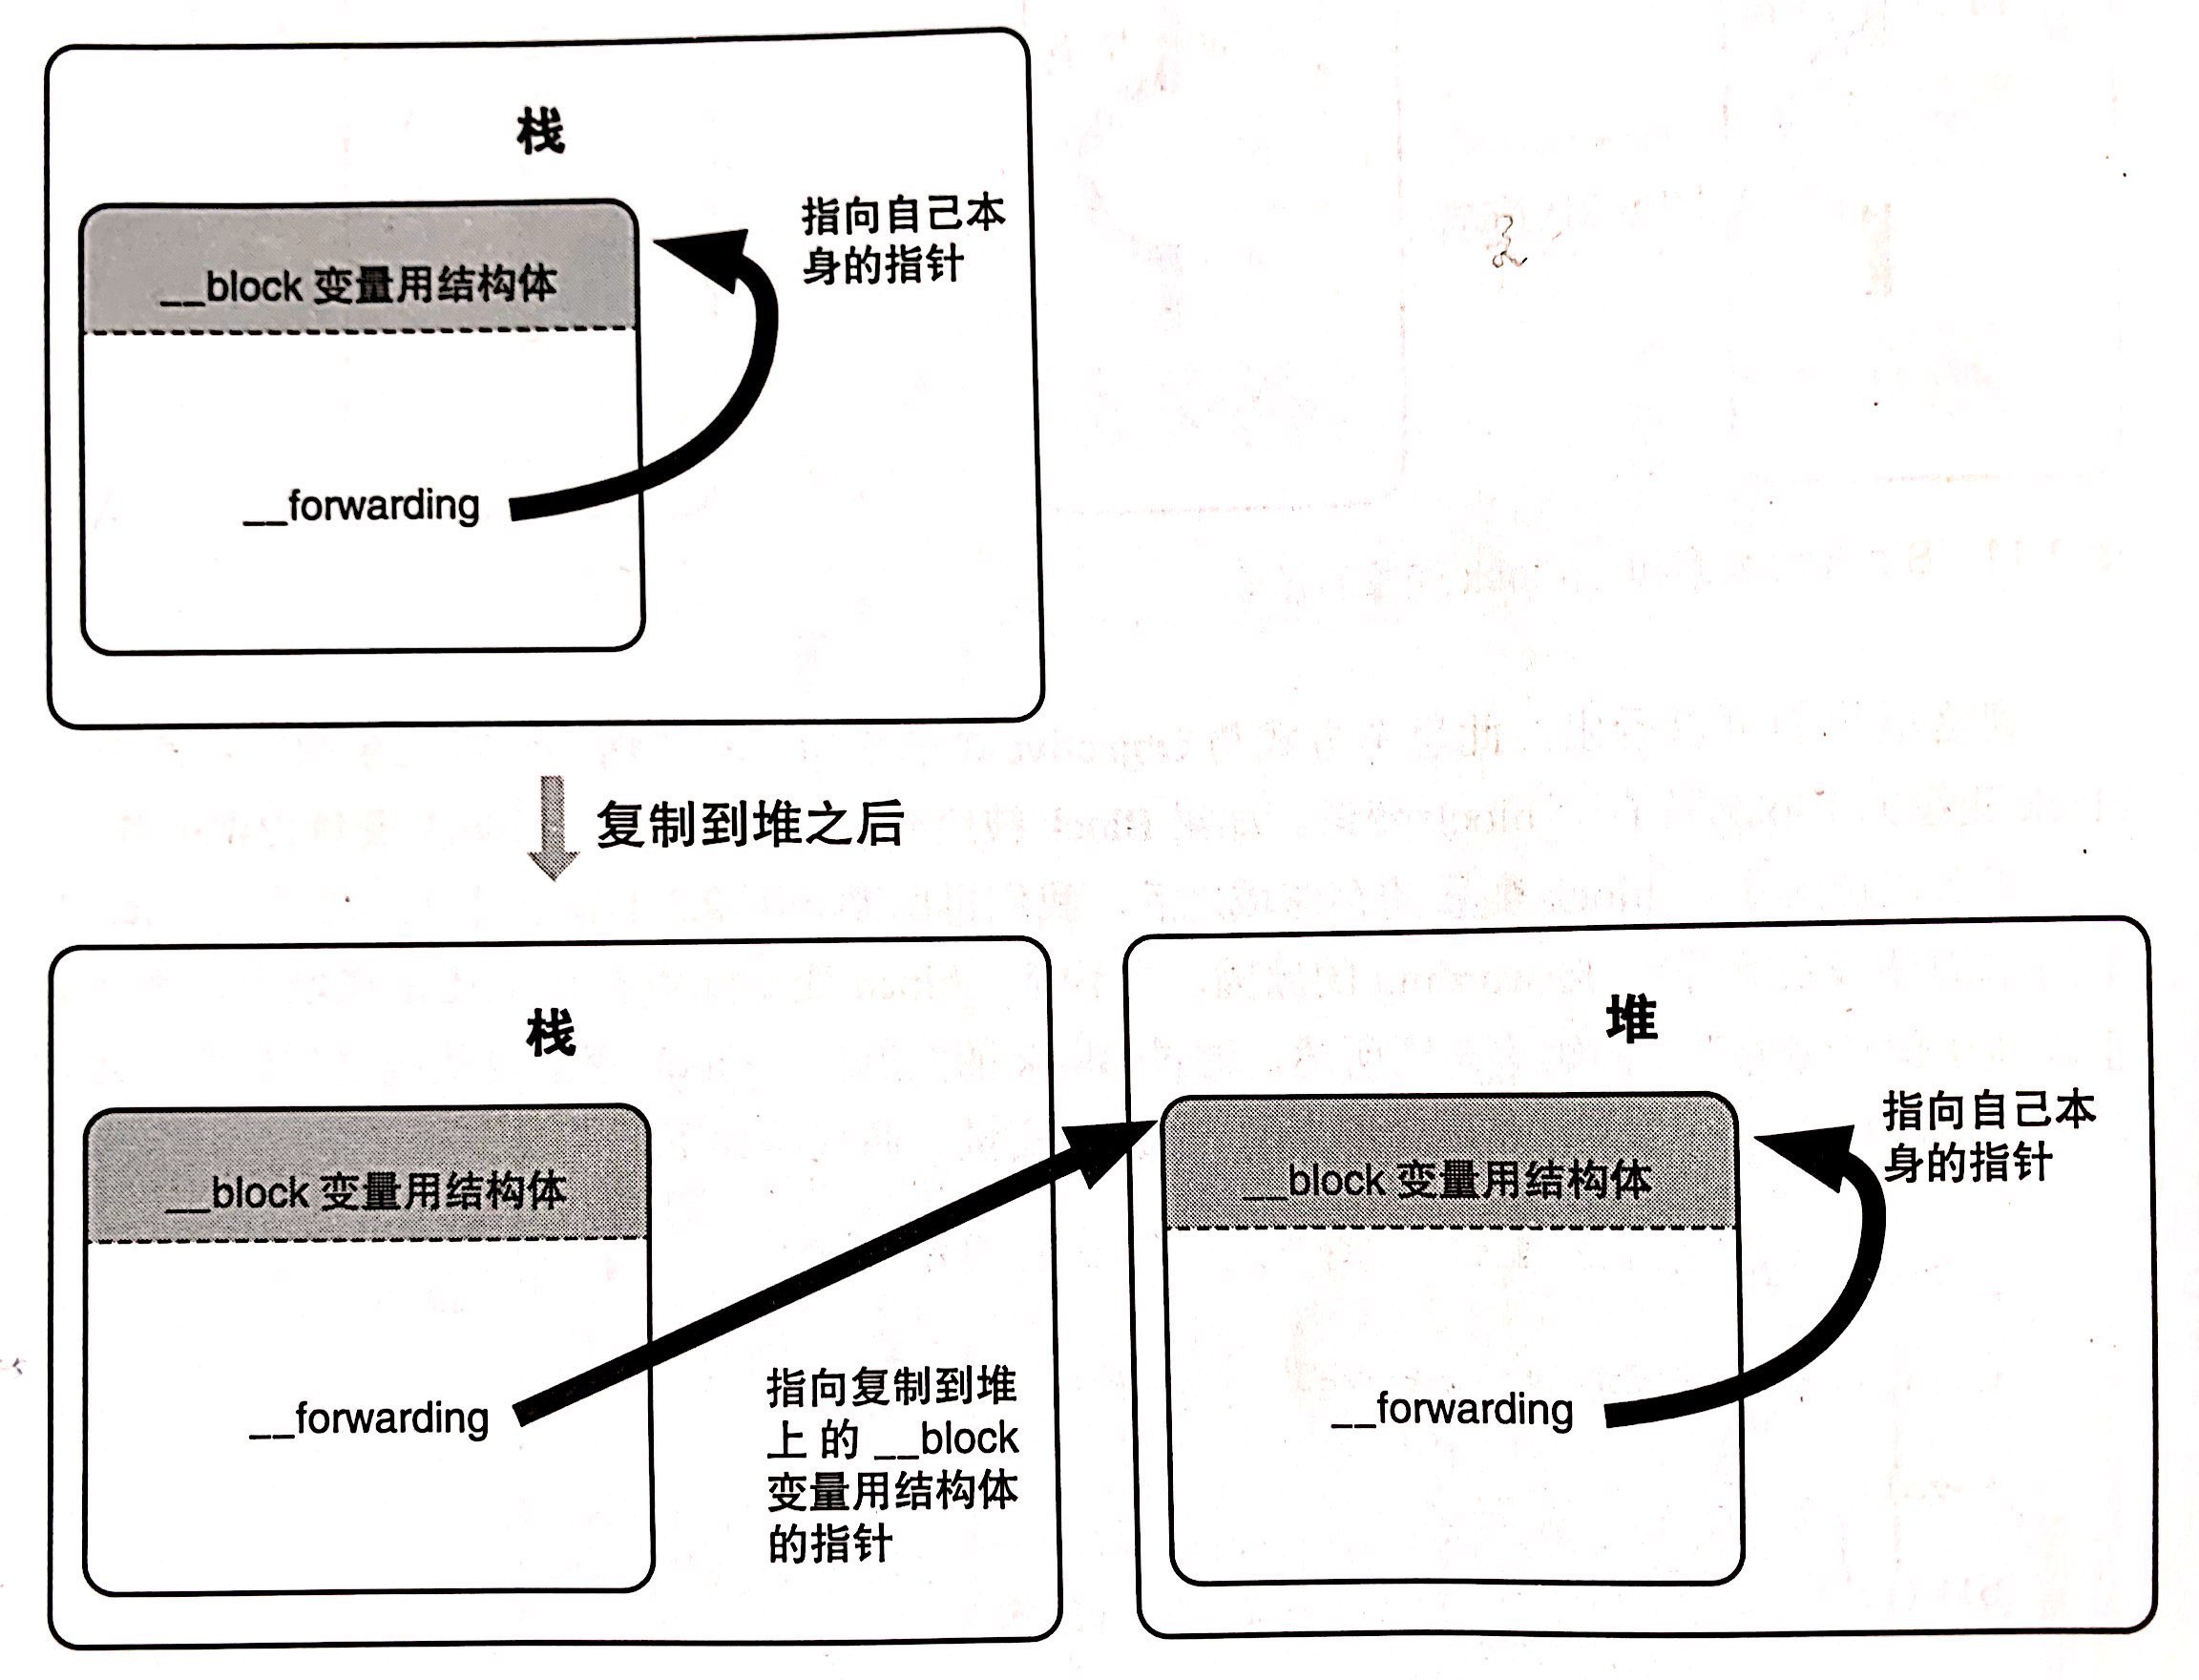 栈
指向自己本
身的指针
__block 变量用结构体
__forwarding
复制到堆之后
栈
__block 变量用结构体
__forwarding
指向复制到堆
上的 __block
变量用结构体
的指针
堆
指向自己本
身的指针
__block 变量用结构体
__forwarding